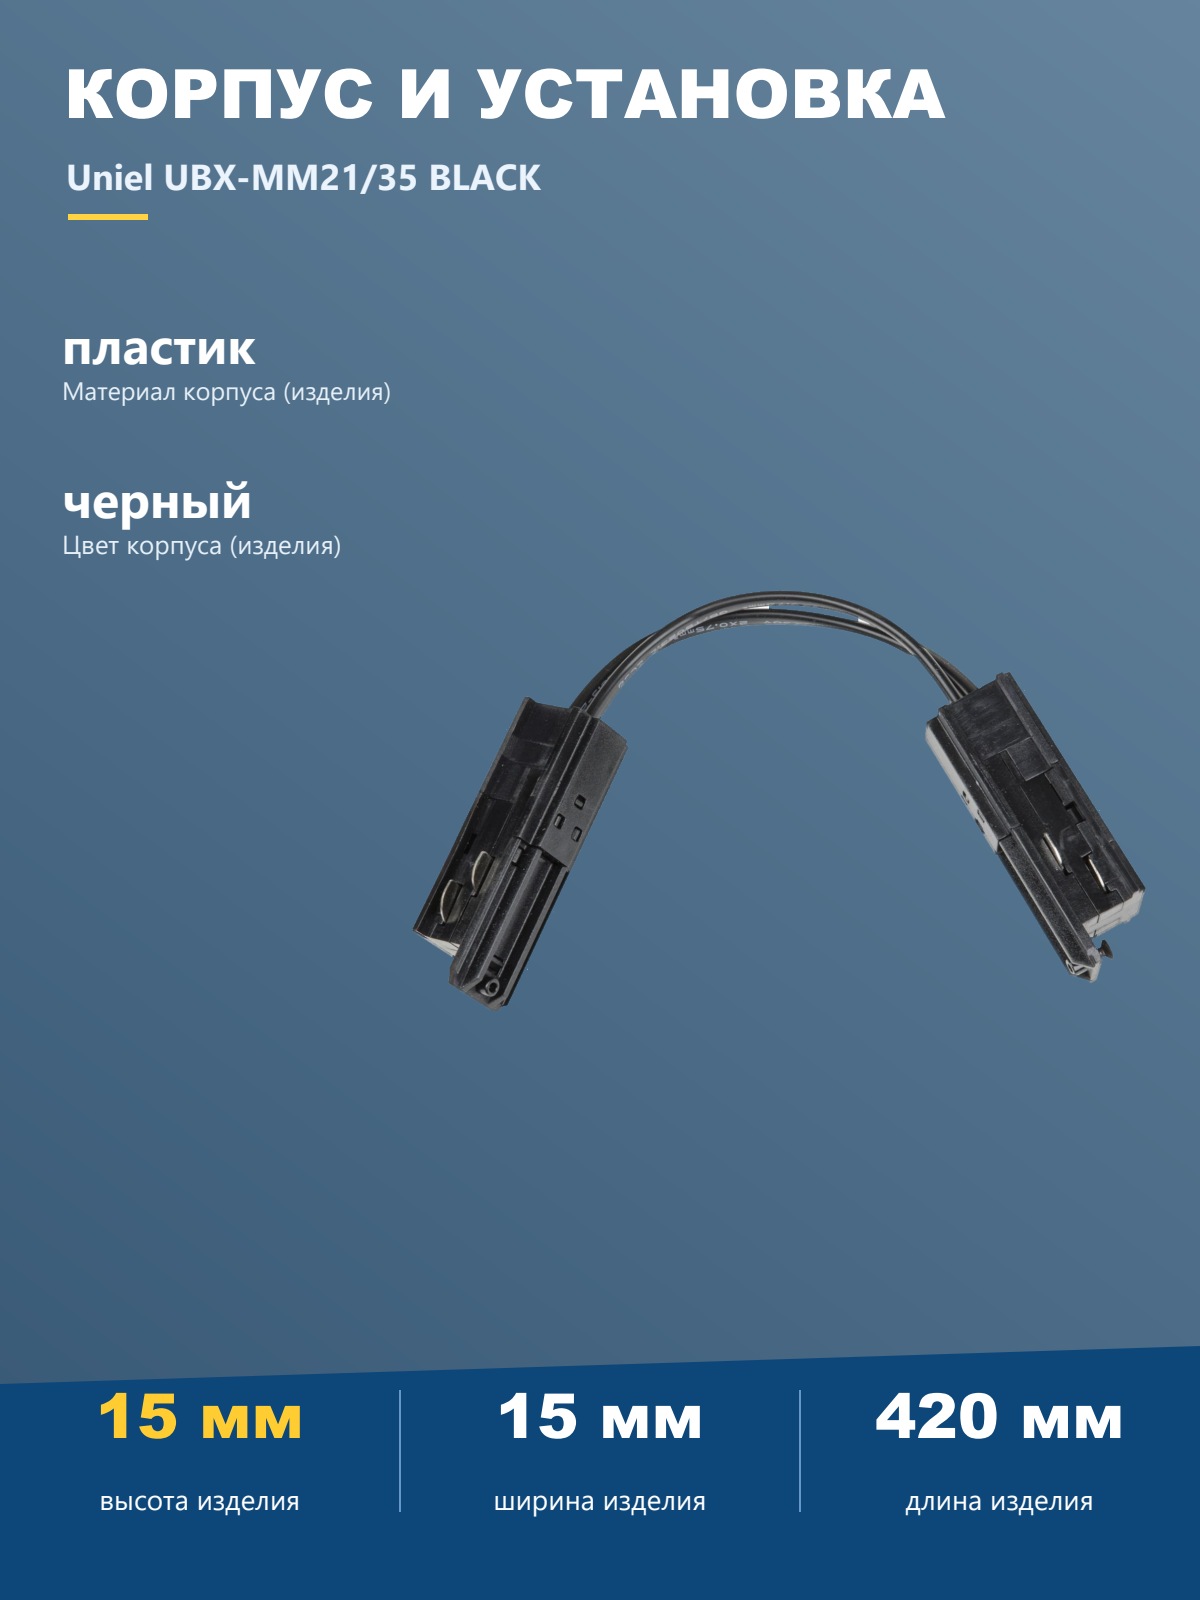 КОРПУС И УСТАНОВКА
Uniel UBX-MM21/35 BLACK
пластик
Материал корпуса (изделия)
черный
Цвет корпуса (изделия)
15 мм
высота изделия
15 мм
ширина изделия
420 мм
длина изделия